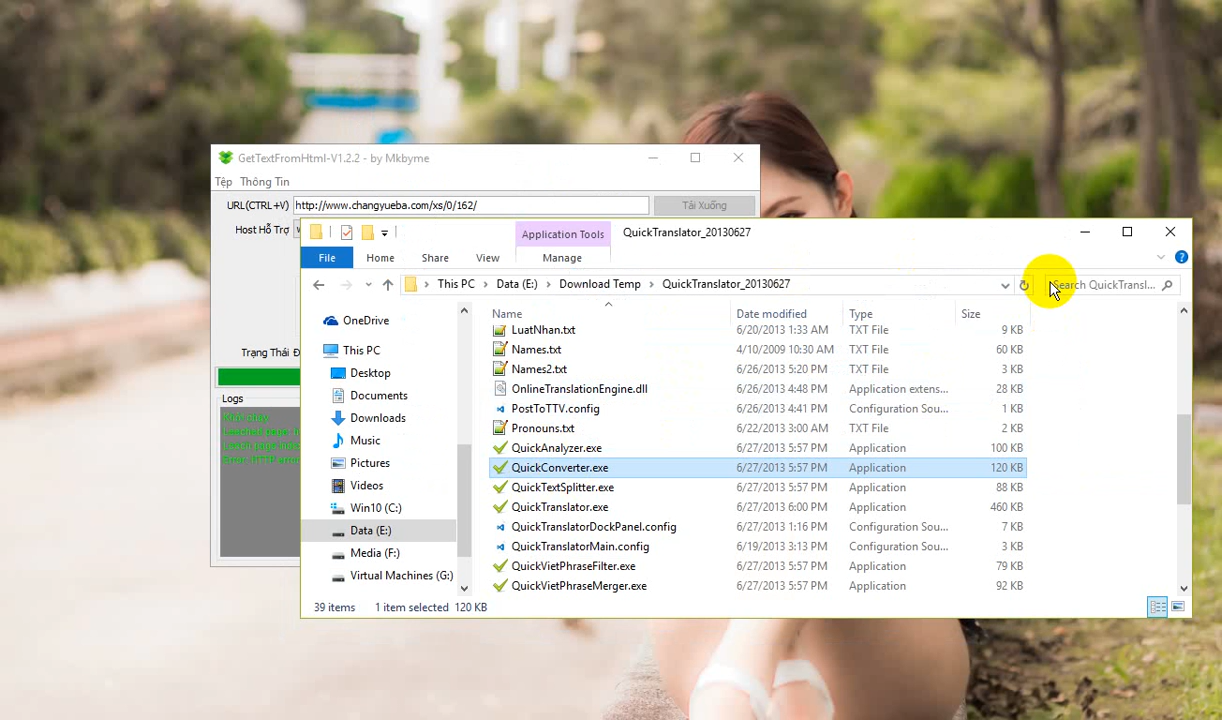 GetTextFromHtml-V1.2.2 - by Mkbyme
Tệp Thông Tin
URL(CTRL+V) http://www.changyueba.com/xs/0/162/ Tải Xuống
Host Hỗ Trợ
Trạng Thái Đ
Logs
Application Tools QuickTranslator_20130627
File Home Share View Manage
This PC Data (E:) Download Temp QuickTranslator_20130627 Search QuickTransl...
Name Date modified Type Size
OneDrive
This PC
Desktop
Documents
Downloads
Music
Pictures
Videos
Win10 (C:)
Data (E:)
Media (F:)
Virtual Machines (G:)
LuatNhan.txt 6/20/2013 1:33 AM TXT File 9 KB
Names.txt 4/10/2009 10:30 AM TXT File 60 KB
Names2.txt 6/26/2013 5:20 PM TXT File 3 KB
OnlineTranslationEngine.dll 6/26/2013 4:48 PM Application extens... 28 KB
PostToTTV.config 6/26/2013 4:41 PM Configuration Sou... 1 KB
Pronouns.txt 6/22/2013 3:00 AM TXT File 2 KB
QuickAnalyzer.exe 6/27/2013 5:57 PM Application 100 KB
QuickConverter.exe 6/27/2013 5:57 PM Application 120 KB
QuickTextSplitter.exe 6/27/2013 5:57 PM Application 88 KB
QuickTranslator.exe 6/27/2013 6:00 PM Application 460 KB
QuickTranslatorDockPanel.config 6/27/2013 1:16 PM Configuration Sou... 7 KB
QuickTranslatorMain.config 6/19/2013 3:13 PM Configuration Sou... 3 KB
QuickVietPhraseFilter.exe 6/27/2013 5:57 PM Application 79 KB
QuickVietPhraseMerger.exe 6/27/2013 5:57 PM Application 92 KB
39 items 1 item selected 120 KB